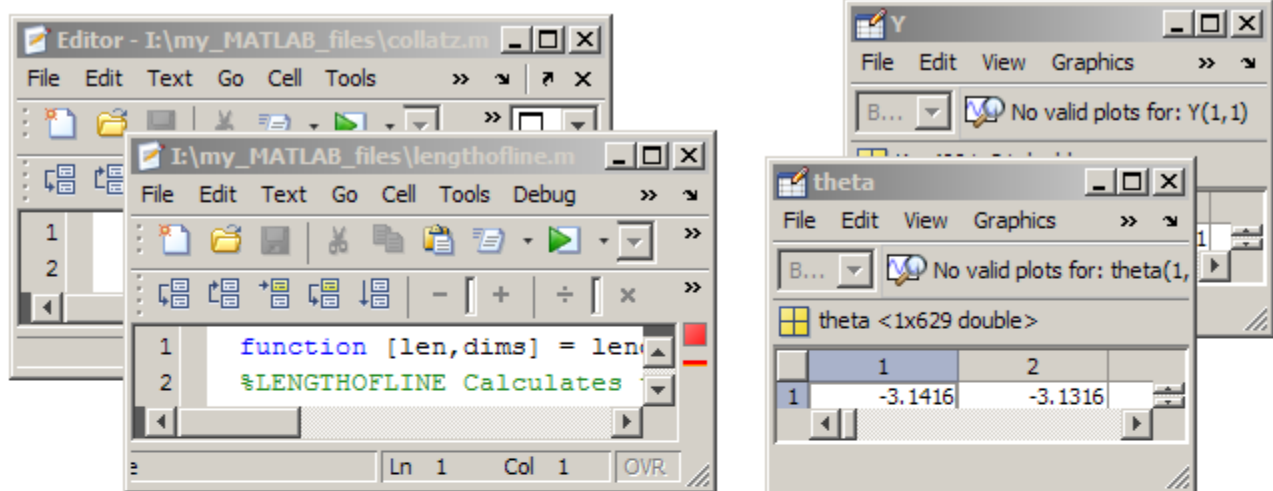 Editor - I:\my_MATLAB_files\collatz.m
File Edit Text Go Cell Tools »
»
1
2
I:\my_MATLAB_files\lengthofline.m
File Edit Text Go Cell Tools Debug »
»
- + ÷ × »
1 function [len,dims] = leng
2 %LENGTHOFLINE Calculates
Ln 1 Col 1 OVR
Y
File Edit View Graphics »
B... No valid plots for: Y(1,1)
1
theta
File Edit View Graphics »
B... No valid plots for: theta(1,
theta <1x629 double>
1 2
1 -3.1416 -3.1316